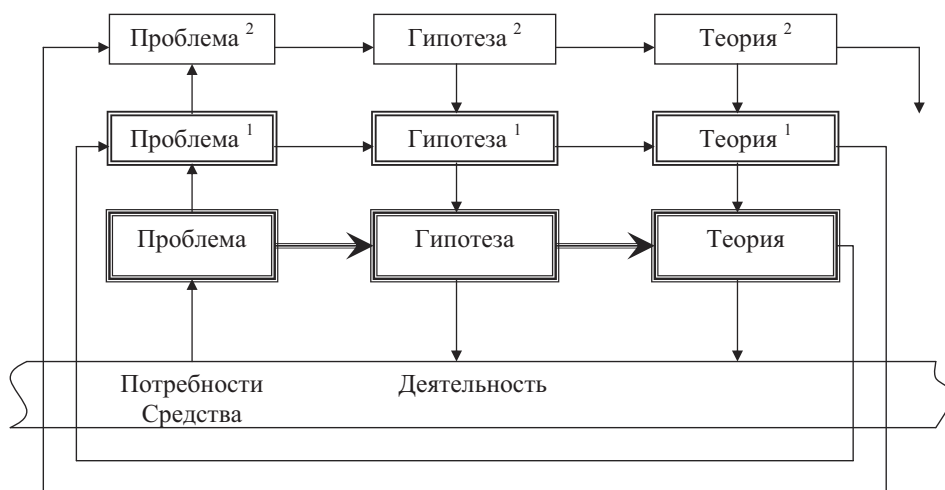 Проблема 2
Гипотеза 2
Теория 2
Проблема 1
Гипотеза 1
Теория 1
Проблема
Гипотеза
Теория
Потребности
Средства
Деятельность